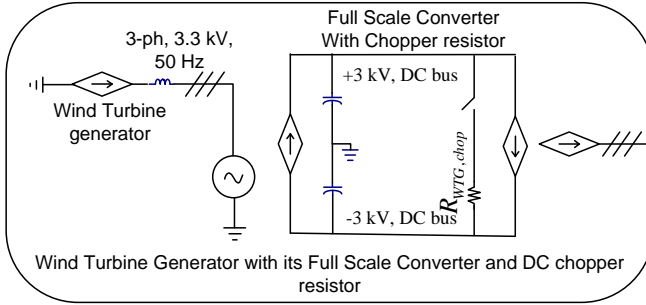 Full Scale Converter
With Chopper resistor
3-ph, 3.3 kV,
50 Hz
+3 kV, DC bus
Wind Turbine
generator
R_WTG,chop
-3 kV, DC bus
Wind Turbine Generator with its Full Scale Converter and DC chopper
resistor